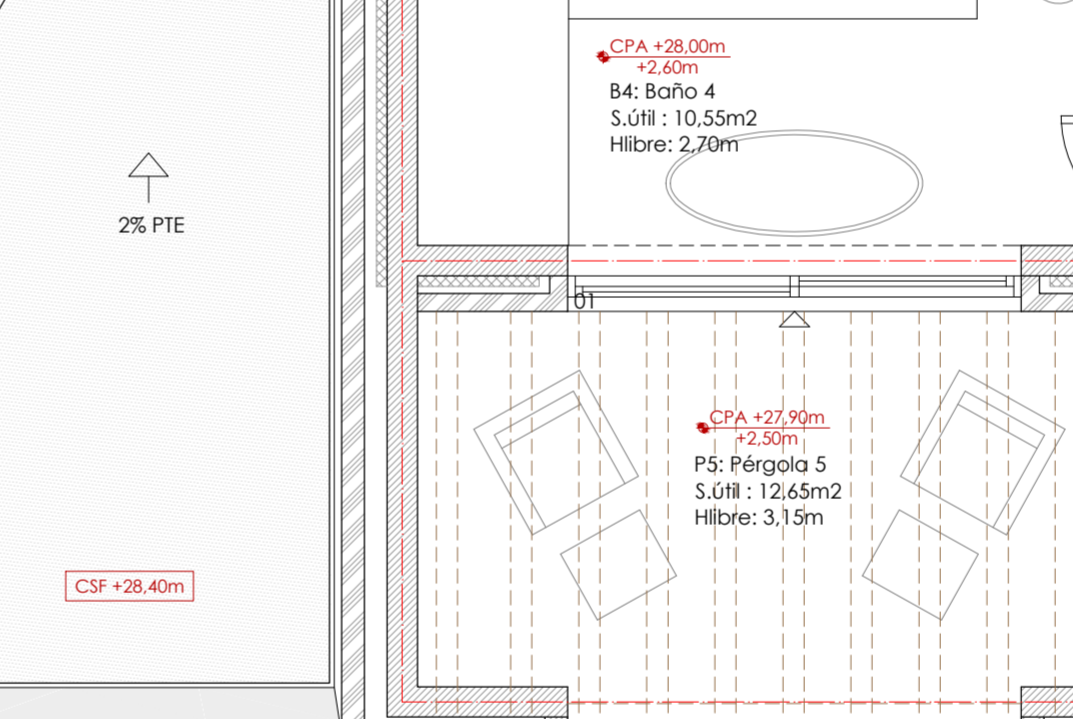 CPA +28,00m
+2,60m
B4: Baño 4
S.útil : 10,55m2
Hlibre: 2,70m
2% PTE
01
CPA +27,90m
+2,50m
P5: Pérgola 5
S.útil : 12,65m2
Hlibre: 3,15m
CSF +28,40m